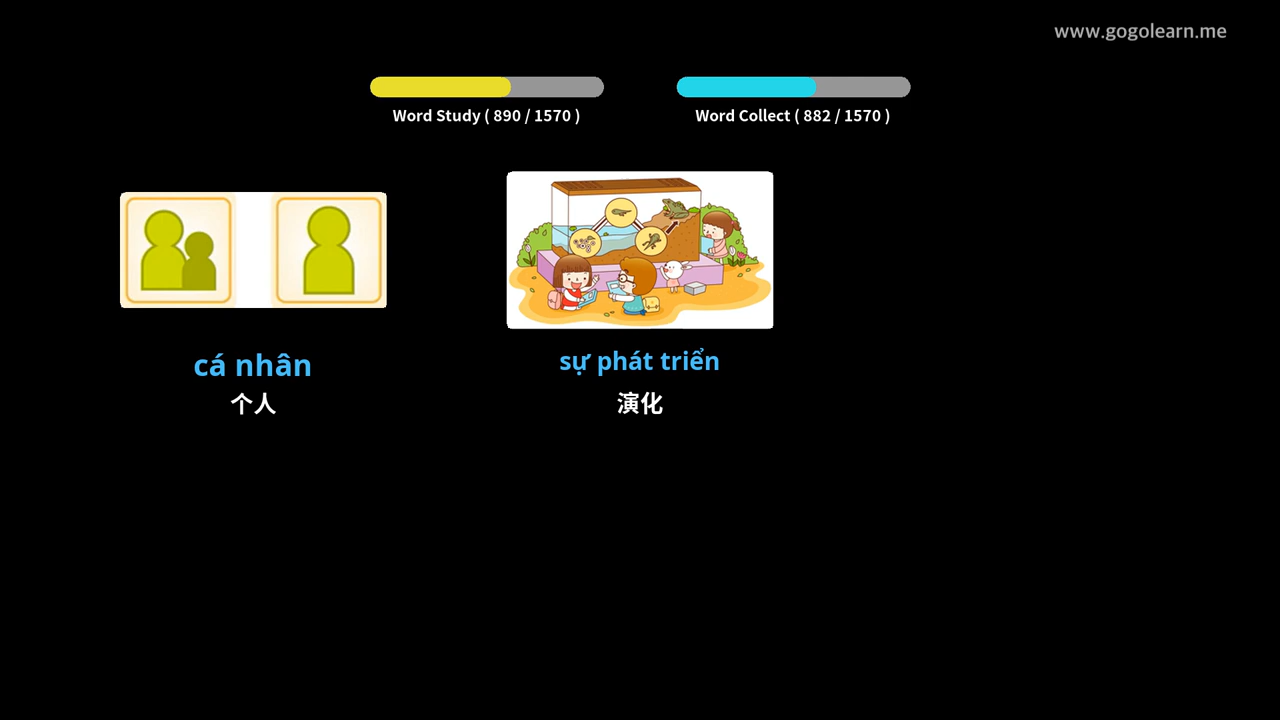 www.gogolearn.me
Word Study ( 890 / 1570 )
Word Collect ( 882 / 1570 )
cá nhân
个人
sự phát triển
演化